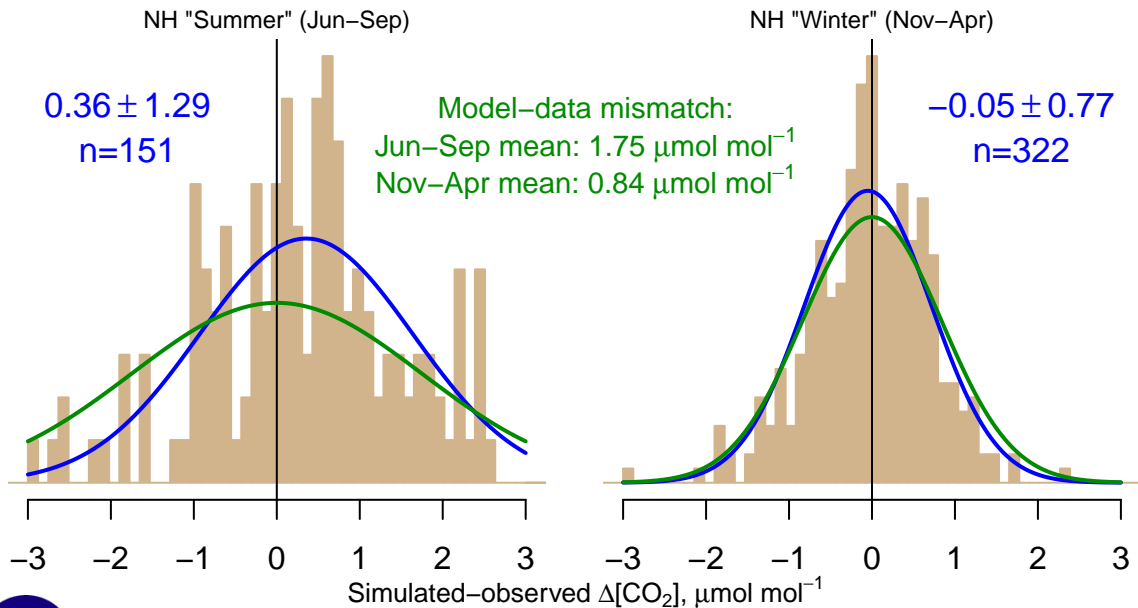 NH "Summer" (Jun−Sep)
NH "Winter" (Nov−Apr)
0.36 ± 1.29
n=151
Model−data mismatch:
Jun−Sep mean: 1.75 μmol mol⁻¹
Nov−Apr mean: 0.84 μmol mol⁻¹
−0.05 ± 0.77
n=322
−3 −2 −1 0 1 2 3
−3 −2 −1 0 1 2 3
Simulated−observed Δ[CO₂], μmol mol⁻¹